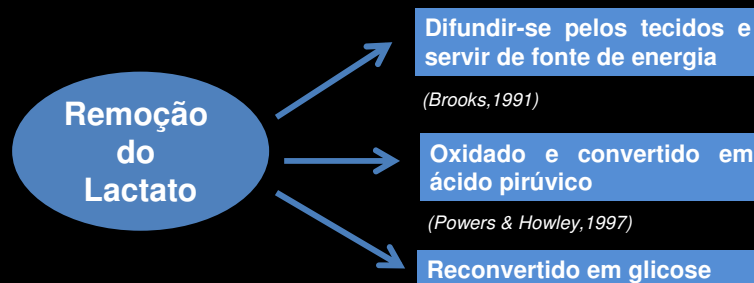 Remoção
do
Lactato
Difundir-se pelos tecidos e
servir de fonte de energia
(Brooks,1991)
Oxidado e convertido em
ácido pirúvico
(Powers & Howley,1997)
Reconvertido em glicose